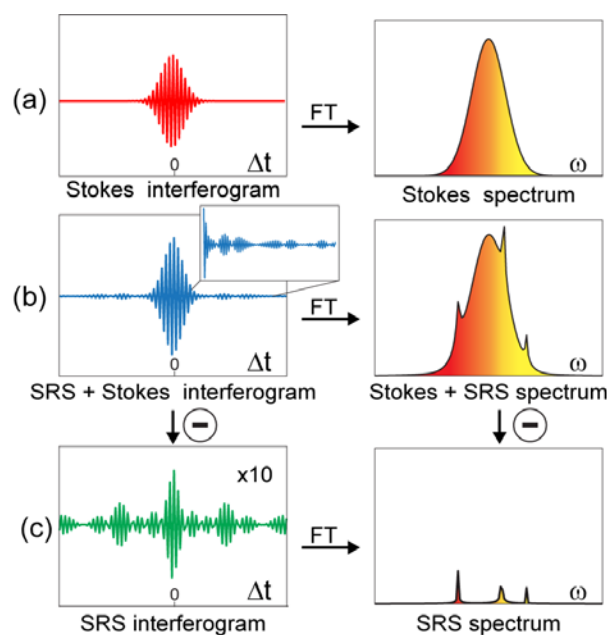 (a)
0
Δt
FT
ω
Stokes interferogram
Stokes spectrum
(b)
0
Δt
FT
ω
SRS + Stokes interferogram
Stokes + SRS spectrum
−
−
(c)
x10
0
Δt
FT
ω
SRS interferogram
SRS spectrum